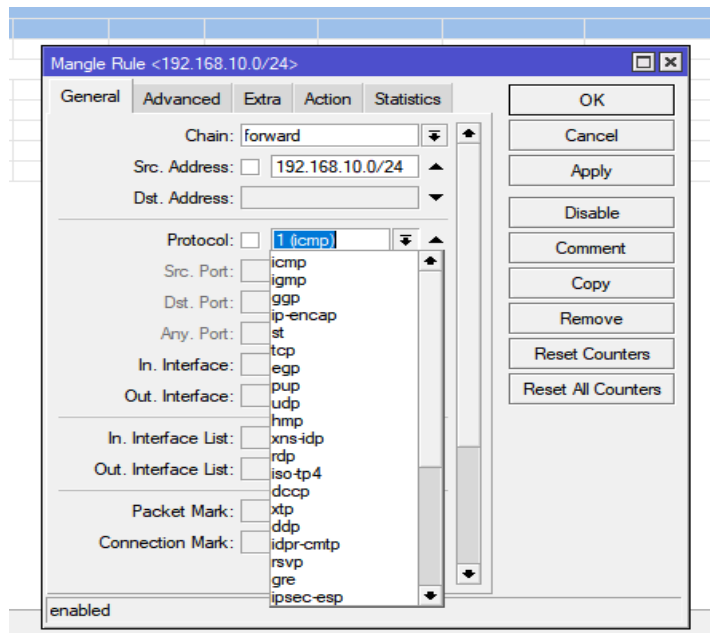 Mangle Rule <192.168.10.0/24>
General Advanced Extra Action Statistics
OK
Chain: forward
Cancel
Src. Address: 192.168.10.0/24
Apply
Dst. Address:
Disable
Protocol: 1 (icmp)
Comment
icmp
Src. Port:
igmp
Copy
ggp
Dst. Port:
ip-encap
Remove
st
Any. Port:
tcp
Reset Counters
In. Interface:
egp
pup
Reset All Counters
Out. Interface:
udp
hmp
In. Interface List:
xns-idp
rdp
Out. Interface List:
iso-tp4
dccp
Packet Mark:
xtp
ddp
Connection Mark:
idpr-cmtp
rsvp
gre
ipsec-esp
enabled